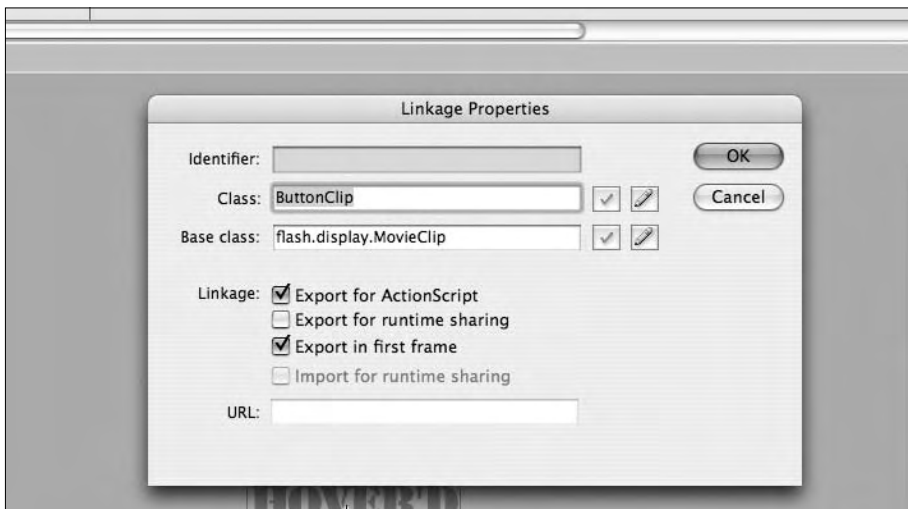 Linkage Properties
Identifier:
OK
Class: ButtonClip
Cancel
Base class: flash.display.MovieClip
Linkage: Export for ActionScript
Export for runtime sharing
Export in first frame
Import for runtime sharing
URL:
HOVER'D